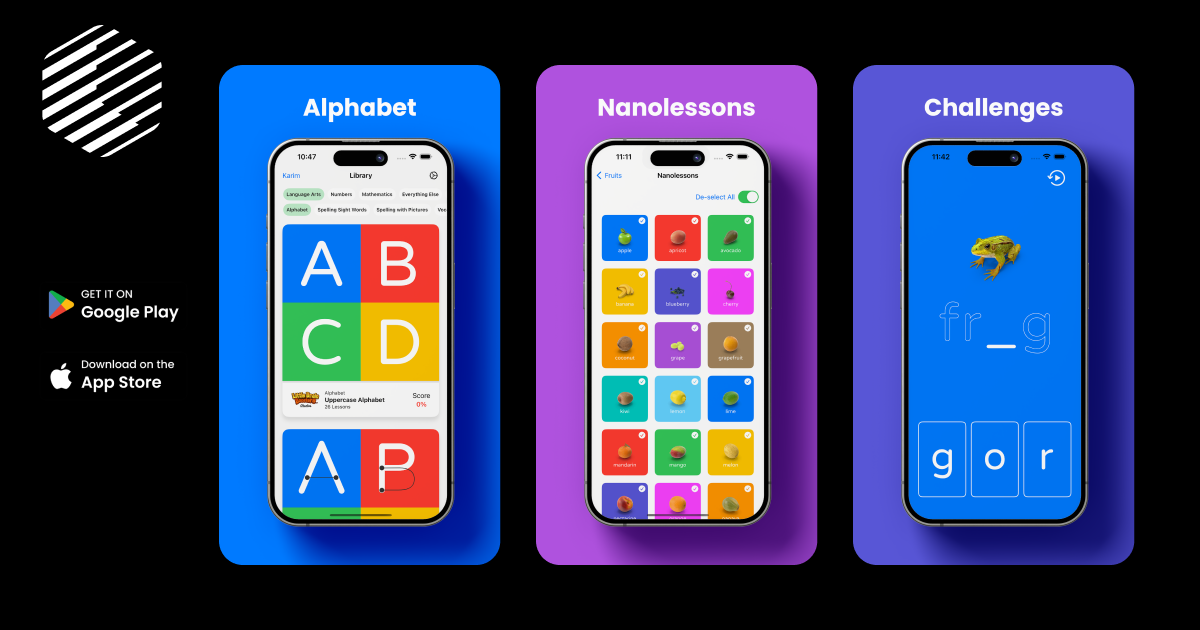 GET IT ON
Google Play
Download on the
App Store
Alphabet
10:47
Karim
Library
Language Arts
Numbers
Mathematics
Everything Else
Alphabet
Spelling Sight Words
Spelling with Pictures
Voc
A
B
C
D
Alphabet
Uppercase Alphabet
26 Lessons
Score
0%
A
B
Nanolessons
11:11
Fruits
Nanolessons
De-select All
apple
apricot
avocado
banana
blueberry
cherry
coconut
grape
grapefruit
kiwi
lemon
lime
mandarin
mango
melon
Challenges
11:42
fr_g
g
o
r